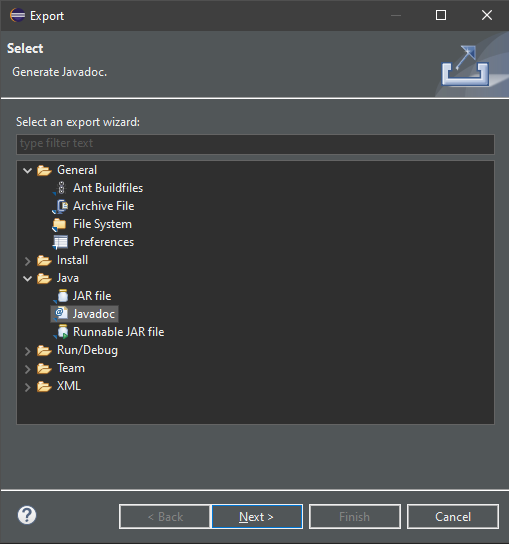 Export
Select
Generate Javadoc.
Select an export wizard:
type filter text
General
Ant Buildfiles
Archive File
File System
Preferences
Install
Java
JAR file
Javadoc
Runnable JAR file
Run/Debug
Team
XML
? < Back Next > Finish Cancel